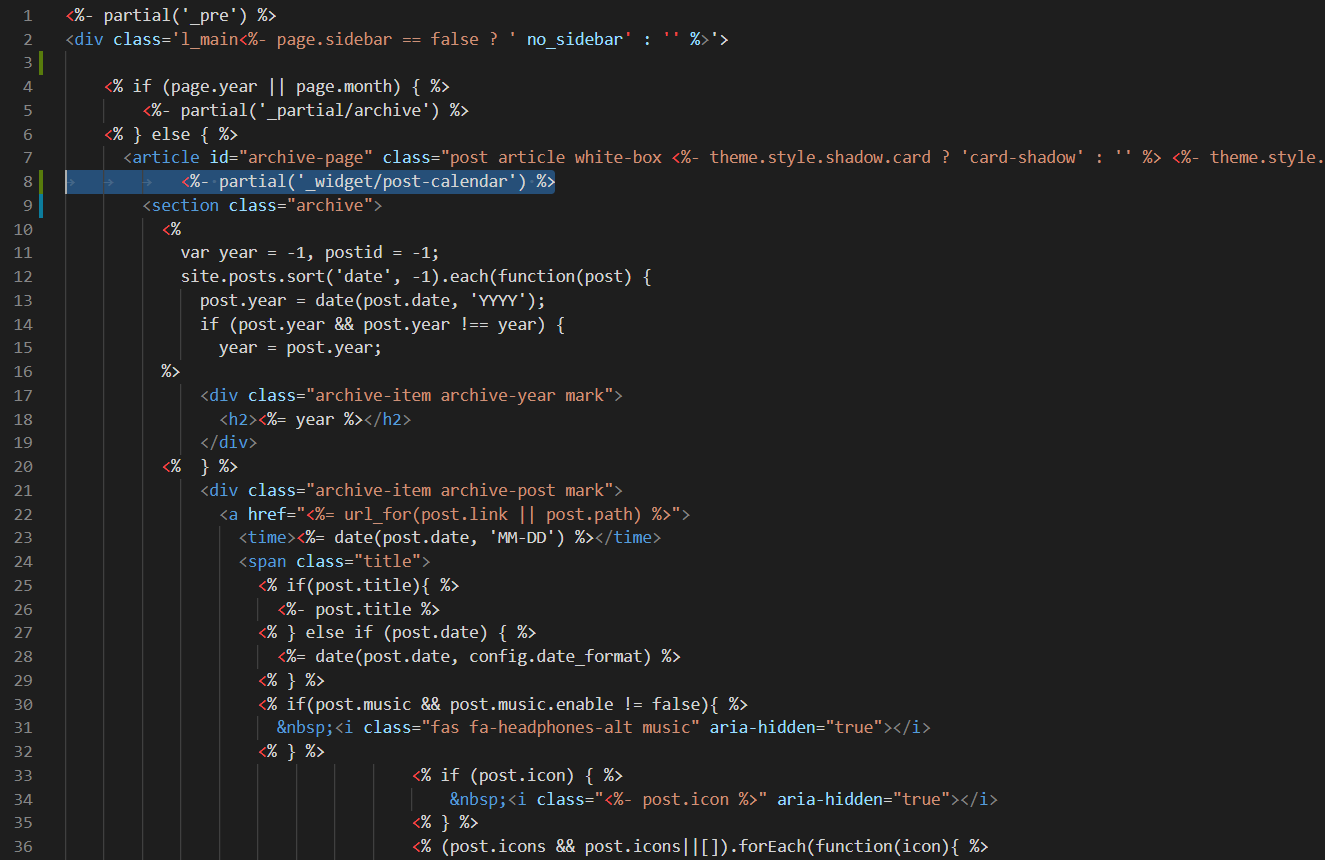 1 <%- partial('_pre') %>
2 <div class='l_main<%- page.sidebar == false ? ' no_sidebar' : '' %>'>
3
4 <% if (page.year || page.month) { %>
5 <%- partial('_partial/archive') %>
6 <% } else { %>
7 <article id="archive-page" class="post article white-box <%- theme.style.shadow.card ? 'card-shadow' : '' %> <%- theme.style.
8 <%- partial('_widget/post-calendar') %>
9 <section class="archive">
10 <%
11 var year = -1, postid = -1;
12 site.posts.sort('date', -1).each(function(post) {
13 post.year = date(post.date, 'YYYY');
14 if (post.year && post.year !== year) {
15 year = post.year;
16 %>
17 <div class="archive-item archive-year mark">
18 <h2><%= year %></h2>
19 </div>
20 <% } %>
21 <div class="archive-item archive-post mark">
22 <a href="<%= url_for(post.link || post.path) %>">
23 <time><%= date(post.date, 'MM-DD') %></time>
24 <span class="title">
25 <% if(post.title){ %>
26 <%- post.title %>
27 <% } else if (post.date) { %>
28 <%= date(post.date, config.date_format) %>
29 <% } %>
30 <% if(post.music && post.music.enable != false){ %>
31 &nbsp;<i class="fas fa-headphones-alt music" aria-hidden="true"></i>
32 <% } %>
33 <% if (post.icon) { %>
34 &nbsp;<i class="<%- post.icon %>" aria-hidden="true"></i>
35 <% } %>
36 <% (post.icons && post.icons||[]).forEach(function(icon){ %>